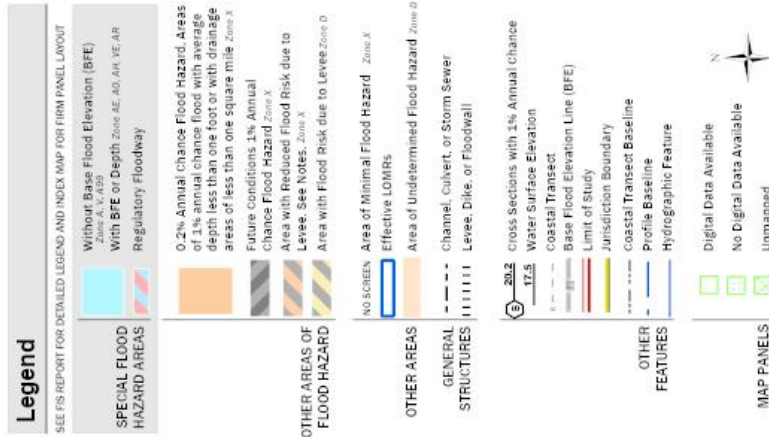 Legend
SEE FIS REPORT FOR DETAILED LEGEND AND INDEX MAP FOR FIRM PANEL LAYOUT
SPECIAL FLOOD
HAZARD AREAS
Without Base Flood Elevation (BFE)
Zone A, V, A99
With BFE or Depth Zone AE, AO, AH, VE, AR
Regulatory Floodway
OTHER AREAS OF
FLOOD HAZARD
0.2% Annual Chance Flood Hazard, Areas
of 1% annual chance flood with average
depth less than one foot or with drainage
areas of less than one square mile Zone X
Future Conditions 1% Annual
Chance Flood Hazard Zone X
Area with Reduced Flood Risk due to
Levee. See Notes. Zone X
Area with Flood Risk due to Levee Zone D
OTHER AREAS
NO SCREEN Area of Minimal Flood Hazard Zone X
Effective LOMRs
Area of Undetermined Flood Hazard Zone D
GENERAL
STRUCTURES
Channel, Culvert, or Storm Sewer
Levee, Dike, or Floodwall
OTHER
FEATURES
B 20.2 Cross Sections with 1% Annual Chance
17.5 Water Surface Elevation
Coastal Transect
Base Flood Elevation Line (BFE)
Limit of Study
Jurisdiction Boundary
Coastal Transect Baseline
Profile Baseline
Hydrographic Feature
MAP PANELS
Digital Data Available
No Digital Data Available
Unmapped
N